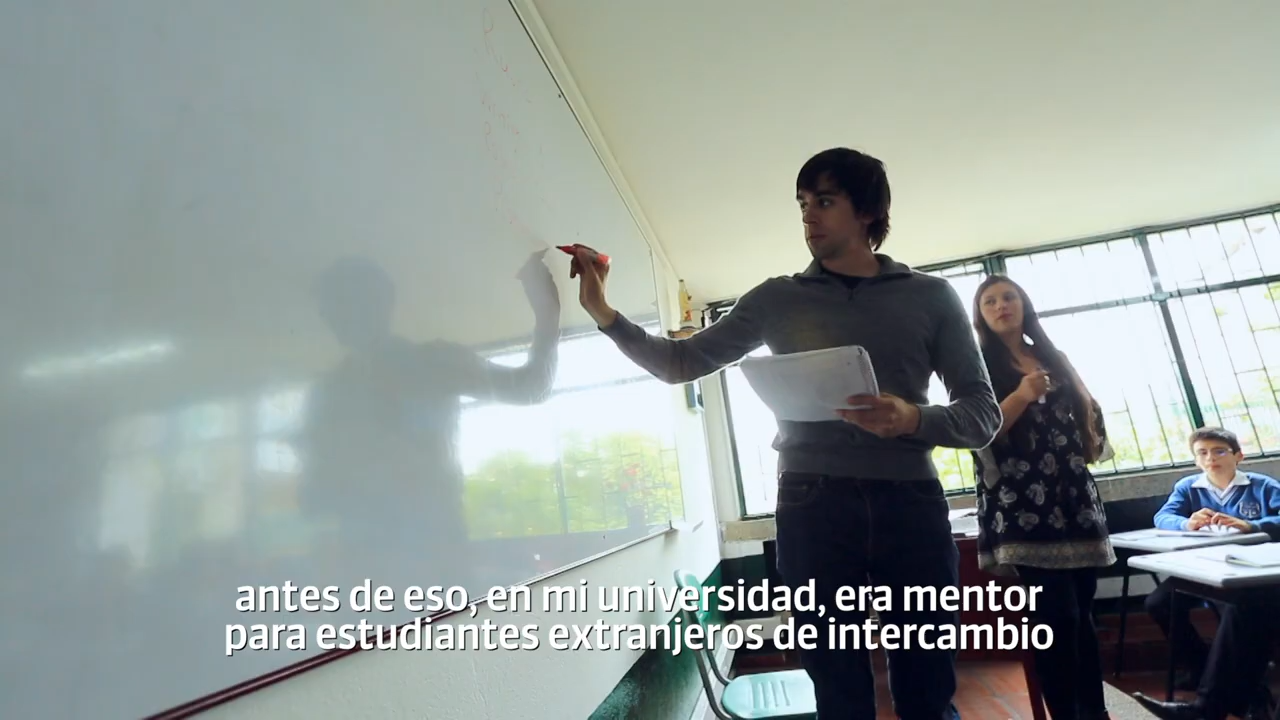 antes de eso, en mi universidad, era mentor
para estudiantes extranjeros de intercambio